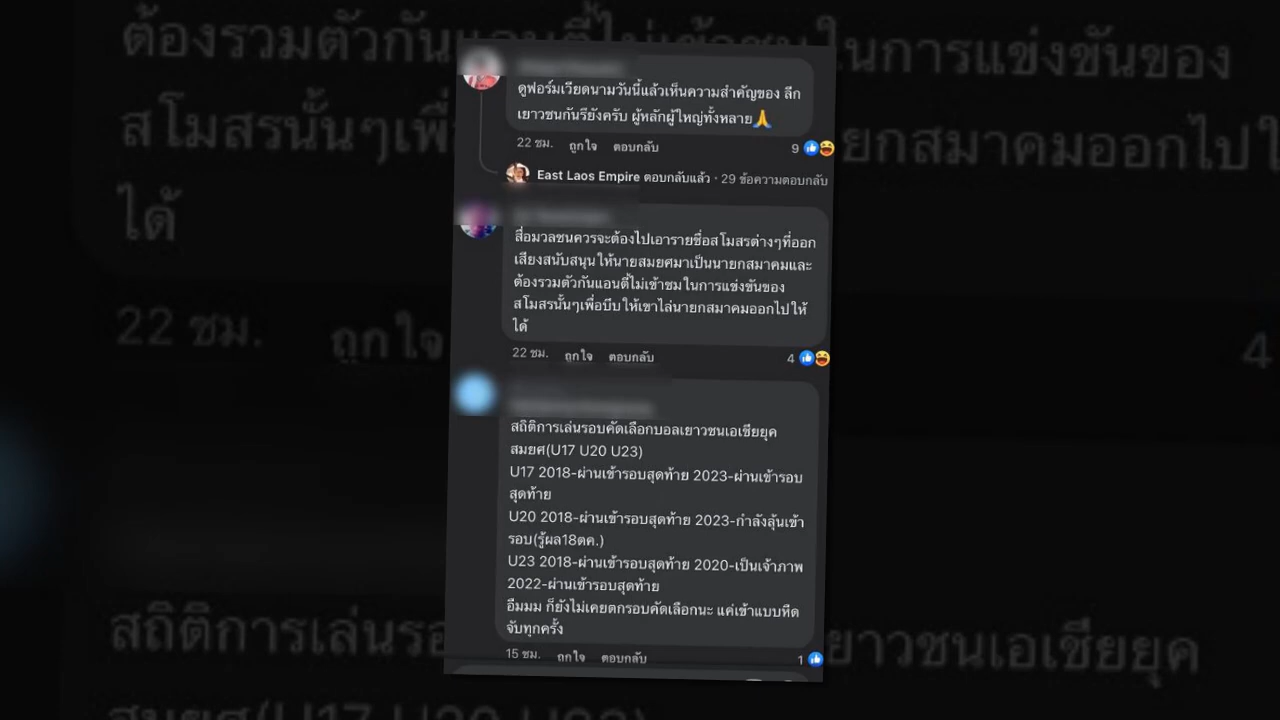 ดูฟอร์มเวียดนามวันนี้แล้วเห็นความสำคัญของ ลีก
เยาวชนกันรึยังครับ ผู้หลักผู้ใหญ่ทั้งหลาย🙏
22 ชม. ถูกใจ ตอบกลับ 9
East Laos Empire ตอบกลับแล้ว · 29 ข้อความตอบกลับ
สื่อมวลชนควรจะต้องไปเอารายชื่อสโมสรต่างๆที่ออก
เสียงสนับสนุนให้นายสมยศมาเป็นนายกสมาคมและ
ต้องรวมตัวกันแอนตี้ไม่เข้าชมในการแข่งขันของ
สโมสรนั้นๆเพื่อบีบให้เขาไล่นายกสมาคมออกไปให้
ได้
22 ชม. ถูกใจ ตอบกลับ 4
สถิติการเล่นรอบคัดเลือกบอลเยาวชนเอเชียยุค
สมยศ(U17 U20 U23)
U17 2018-ผ่านเข้ารอบสุดท้าย 2023-ผ่านเข้ารอบ
สุดท้าย
U20 2018-ผ่านเข้ารอบสุดท้าย 2023-กำลังลุ้นเข้า
รอบ(รู้ผล18ตค.)
U23 2018-ผ่านเข้ารอบสุดท้าย 2020-เป็นเจ้าภาพ
2022-ผ่านเข้ารอบสุดท้าย
อืมมม ก็ยังไม่เคยตกรอบคัดเลือกนะ แค่เข้าแบบหืด
จับทุกครั้ง
15 ชม. ถูกใจ ตอบกลับ 1